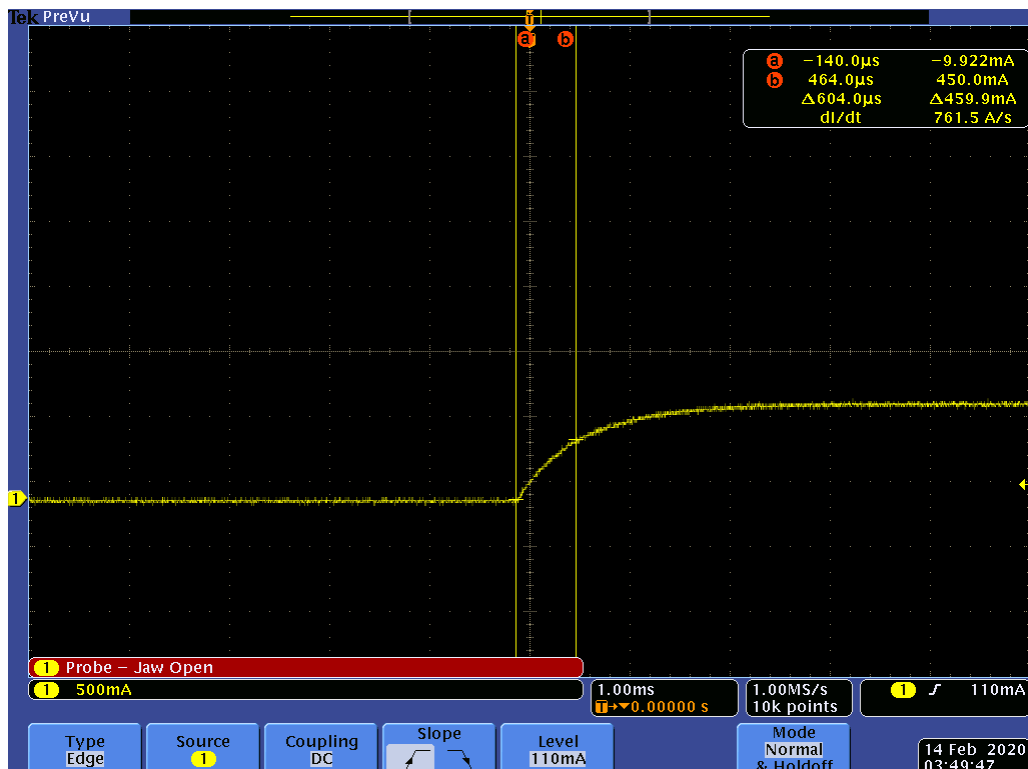 Tek PreVu
T
a b
a −140.0µs −9.922mA
b 464.0µs 450.0mA
Δ604.0µs Δ459.9mA
dI/dt 761.5 A/s
1
1 Probe − Jaw Open
1 500mA
1.00ms 1.00MS/s 1 110mA
T→▼0.00000 s 10k points
Type Source Coupling Slope Level Mode
Edge 1 DC 110mA Normal
& Holdoff
14 Feb 2020
03:49:47